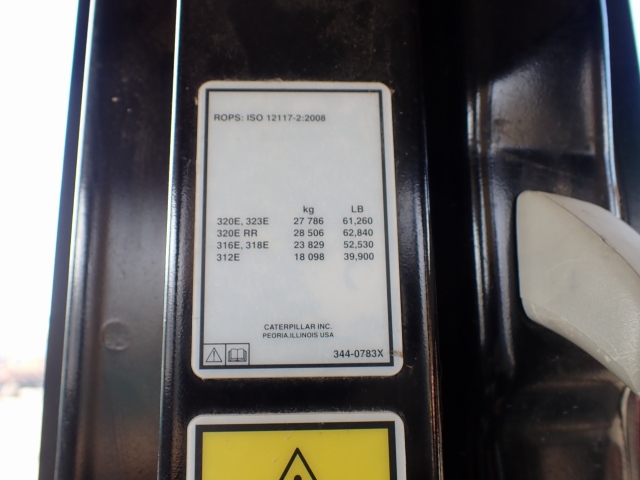 ROPS: ISO 12117-2:2008
kg LB
320E, 323E 27 786 61,260
320E RR 28 506 62,840
316E, 318E 23 829 52,530
312E 18 098 39,900
CATERPILLAR INC.
PEORIA, ILLINOIS USA
344-0783X